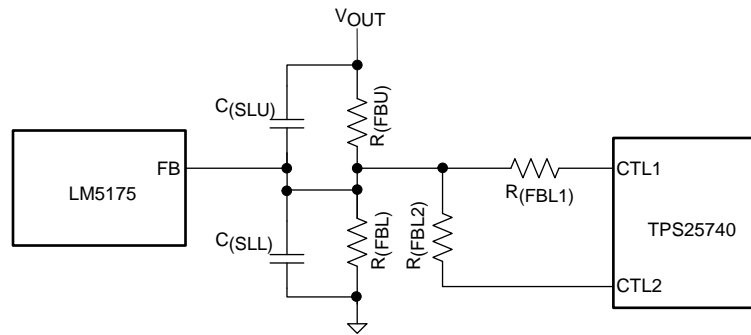 VOUT
C(SLU)
R(FBU)
FB
LM5175
CTL1
R(FBL1)
C(SLL)
R(FBL)
R(FBL2)
TPS25740
CTL2